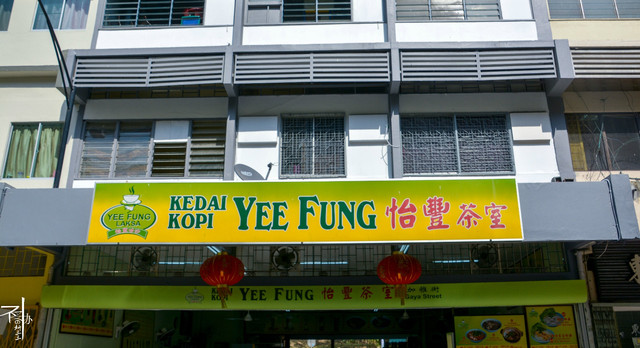 YEE FUNG
LAKSA
KEDAI
KOPI
YEE FUNG 怡豐茶室
KOPI YEE FUNG 怡豐茶室
Gaya Street